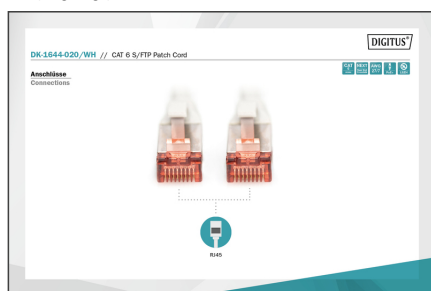 DIGITUS®
DK-1644-020/WH // CAT 6 S/FTP Patch Cord
Anschlüsse
Connections
RJ45